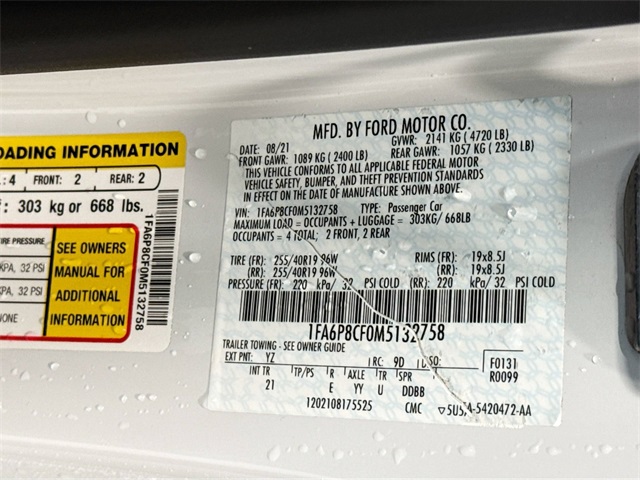 OADING INFORMATION
: 4 FRONT: 2 REAR: 2
: 303 kg or 668 lbs.
IRE PRESSURE
KPA, 32 PSI
KPA, 32 PSI
NONE
SEE OWNERS
MANUAL FOR
ADDITIONAL
INFORMATION
1FA6P8CF0M5132758
MFD. BY FORD MOTOR CO.
DATE: 08/21 GVWR: 2141 KG ( 4720 LB)
FRONT GAWR: 1089 KG (2400 LB) REAR GAWR: 1057 KG ( 2330 LB)
THIS VEHICLE CONFORMS TO ALL APPLICABLE FEDERAL MOTOR
VEHICLE SAFETY, BUMPER, AND THEFT PREVENTION STANDARDS
IN EFFECT ON THE DATE OF MANUFACTURE SHOWN ABOVE.
VIN: 1FA6P8CF0M5132758 TYPE: Passenger Car
MAXIMUM LOAD = OCCUPANTS + LUGGAGE = 303KG/ 668LB
OCCUPANTS = 4 TOTAL: 2 FRONT, 2 REAR
TIRE (FR): 255/40R19 96W RIMS (FR): 19x8.5J
(RR): 255/40R19 96W (RR): 19x8.5J
PRESSURE (FR): 220 kPa/ 32 PSI COLD (RR): 220 kPa/ 32 PSI COLD
1FA6P8CF0M5132758
TRAILER TOWING - SEE OWNER GUIDE
EXT PNT: YZ RC: 9D DSO: F0131
R0099
INT TR TP/PS R AXLE TR SPR
21 E YY U DDBB
1202108175525 CMC 5U5A-5420472-AA